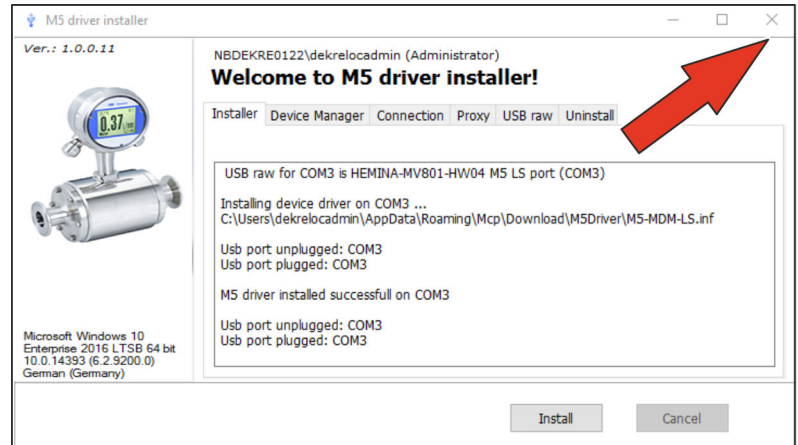 M5 driver installer
Ver.: 1.0.0.11
NBDEKRE0122\dekrelocadmin (Administrator)
Welcome to M5 driver installer!
Installer Device Manager Connection Proxy USB raw Uninstall
USB raw for COM3 is HEMINA-MV801-HW04 M5 LS port (COM3)
Installing device driver on COM3 ...
C:\Users\dekrelocadmin\AppData\Roaming\Mcp\Download\M5Driver\M5-MDM-LS.inf
Usb port unplugged: COM3
Usb port plugged: COM3
M5 driver installed successfull on COM3
Usb port unplugged: COM3
Usb port plugged: COM3
0.37
Microsoft Windows 10
Enterprise 2016 LTSB 64 bit
10.0.14393 (6.2.9200.0)
German (Germany)
Install Cancel